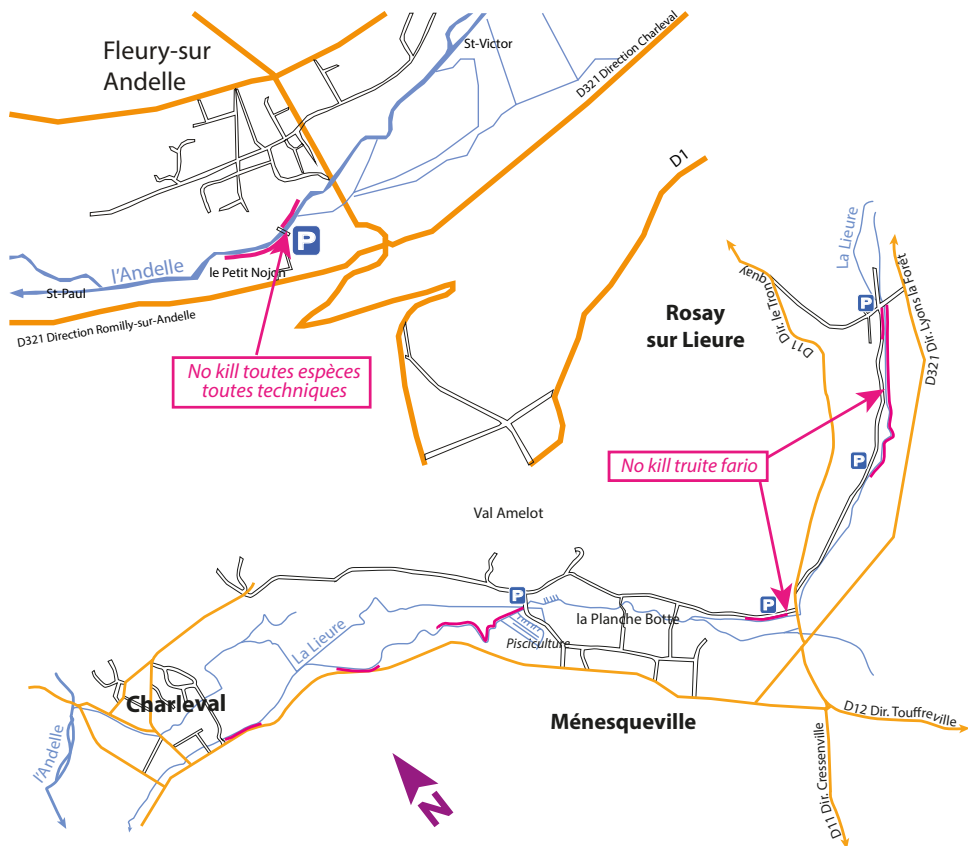 Fleury-sur
Andelle
St-Victor
D321 Direction Charleval
l'Andelle
le Petit Nojon
St-Paul
D321 Direction Romilly-sur-Andelle
P
No kill toutes espèces
toutes techniques
D1
La Lieure
D11 Dir. le Tronquay
P
Rosay
sur Lieure
D321 Dir. Lyons la Foret
No kill truite fario
P
Val Amelot
P
P
la Planche Botte
La Lieure
Pisciculture
Charleval
Ménesqueville
D12 Dir. Touffreville
l'Andelle
D11 Dir. Cressenville
N